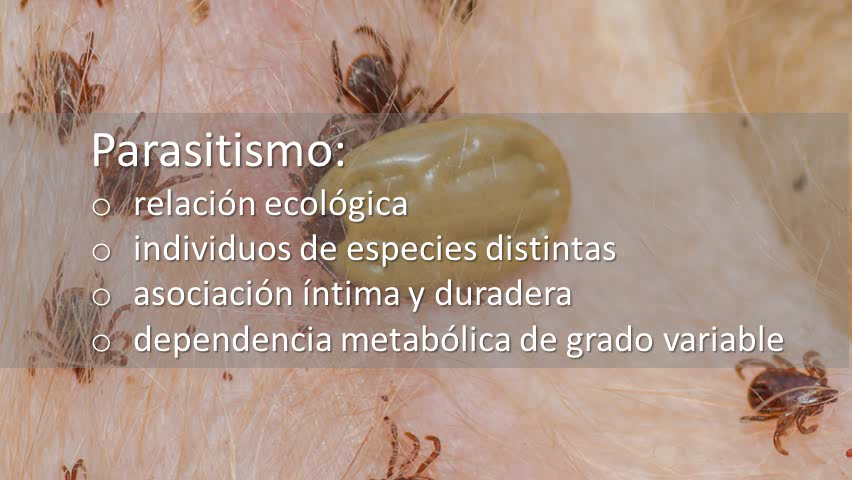 Parasitismo:
o relación ecológica
o individuos de especies distintas
o asociación íntima y duradera
o dependencia metabólica de grado variable